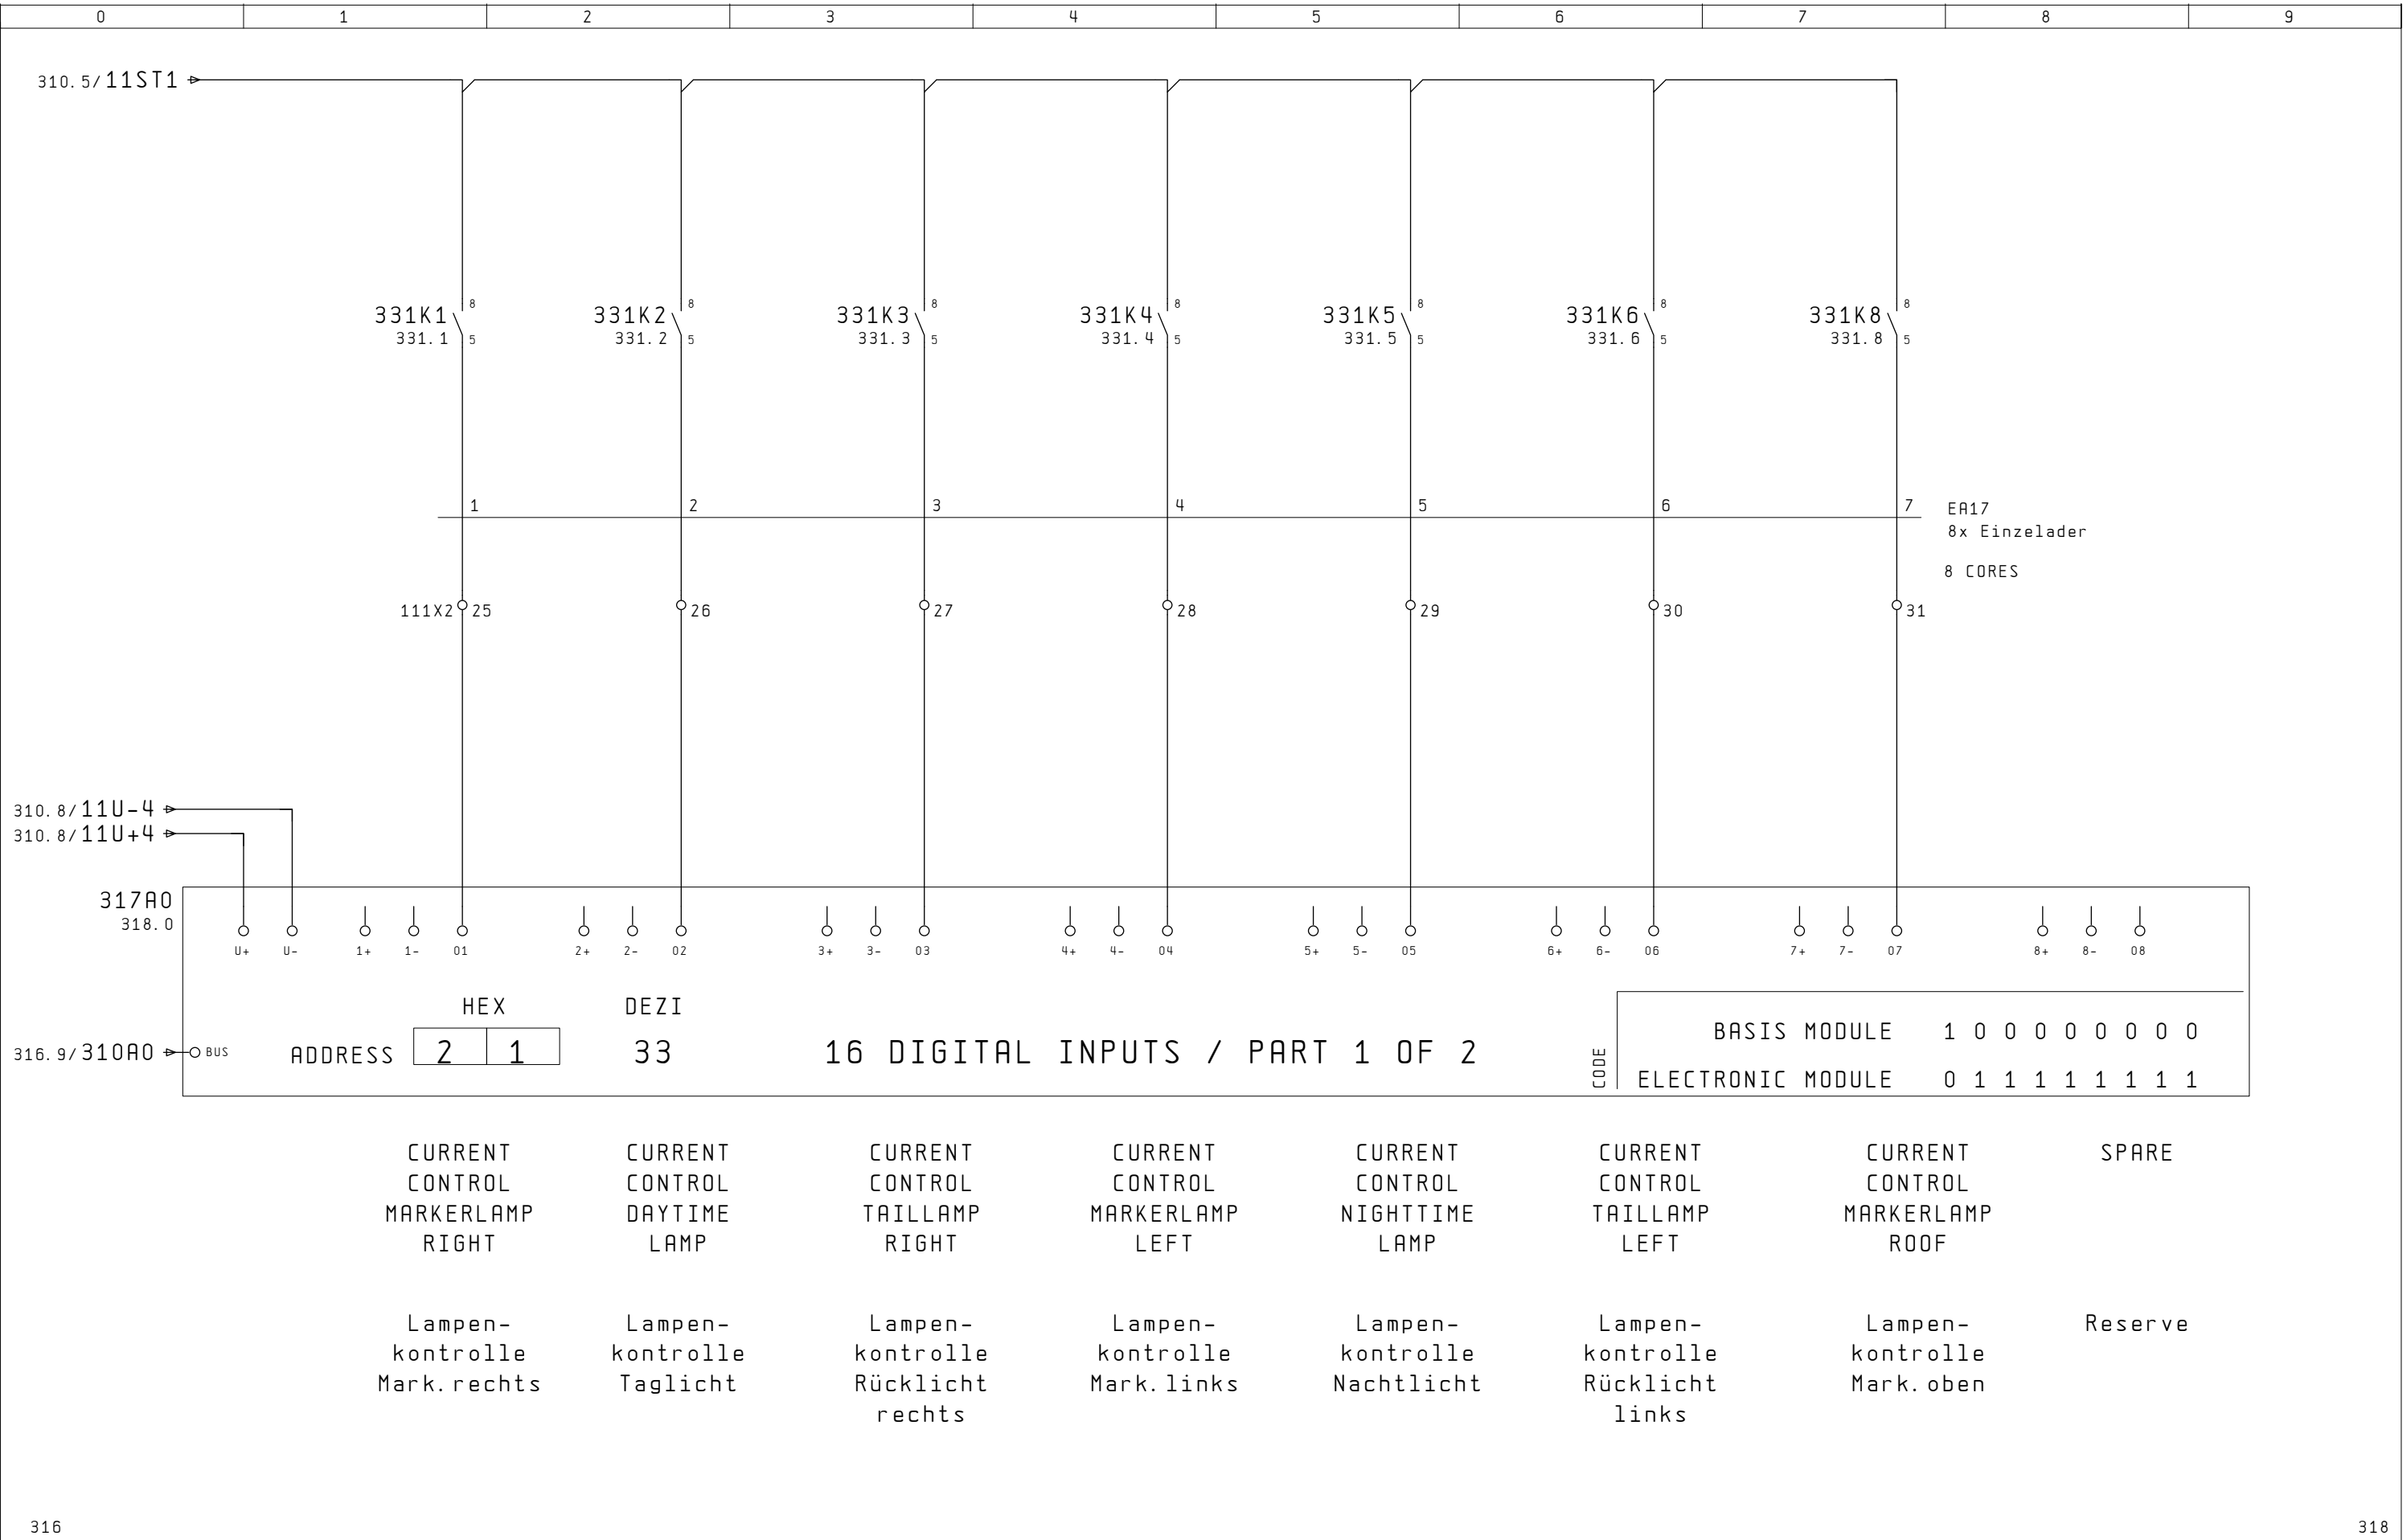 0 1 2 3 4 5 6 7 8 9
310.5/11ST1
8 8 8 8 8 8 8
331K1 331K2 331K3 331K4 331K5 331K6 331K8
331.1 5 331.2 5 331.3 5 331.4 5 331.5 5 331.6 5 331.8 5
1 2 3 4 5 6 7 EA17
8x Einzelader
8 CORES
111X2 25 26 27 28 29 30 31
310.8/11U-4
310.8/11U+4
317A0
318.0
U+ U- 1+ 1- 01 2+ 2- 02 3+ 3- 03 4+ 4- 04 5+ 5- 05 6+ 6- 06 7+ 7- 07 8+ 8- 08
HEX DEZI
316.9/310A0 BUS ADDRESS 2 1 33 16 DIGITAL INPUTS / PART 1 OF 2
CODE
BASIS MODULE 1 0 0 0 0 0 0 0 0
ELECTRONIC MODULE 0 1 1 1 1 1 1 1 1
CURRENT CURRENT CURRENT CURRENT CURRENT CURRENT CURRENT SPARE
CONTROL CONTROL CONTROL CONTROL CONTROL CONTROL CONTROL
MARKERLAMP DAYTIME TAILLAMP MARKERLAMP NIGHTTIME TAILLAMP MARKERLAMP
RIGHT LAMP RIGHT LEFT LAMP LEFT ROOF
Lampen- Lampen- Lampen- Lampen- Lampen- Lampen- Lampen- Reserve
kontrolle kontrolle kontrolle kontrolle kontrolle kontrolle kontrolle
Mark.rechts Taglicht Rücklicht Mark.links Nachtlicht Rücklicht Mark.oben
rechts links
316 318